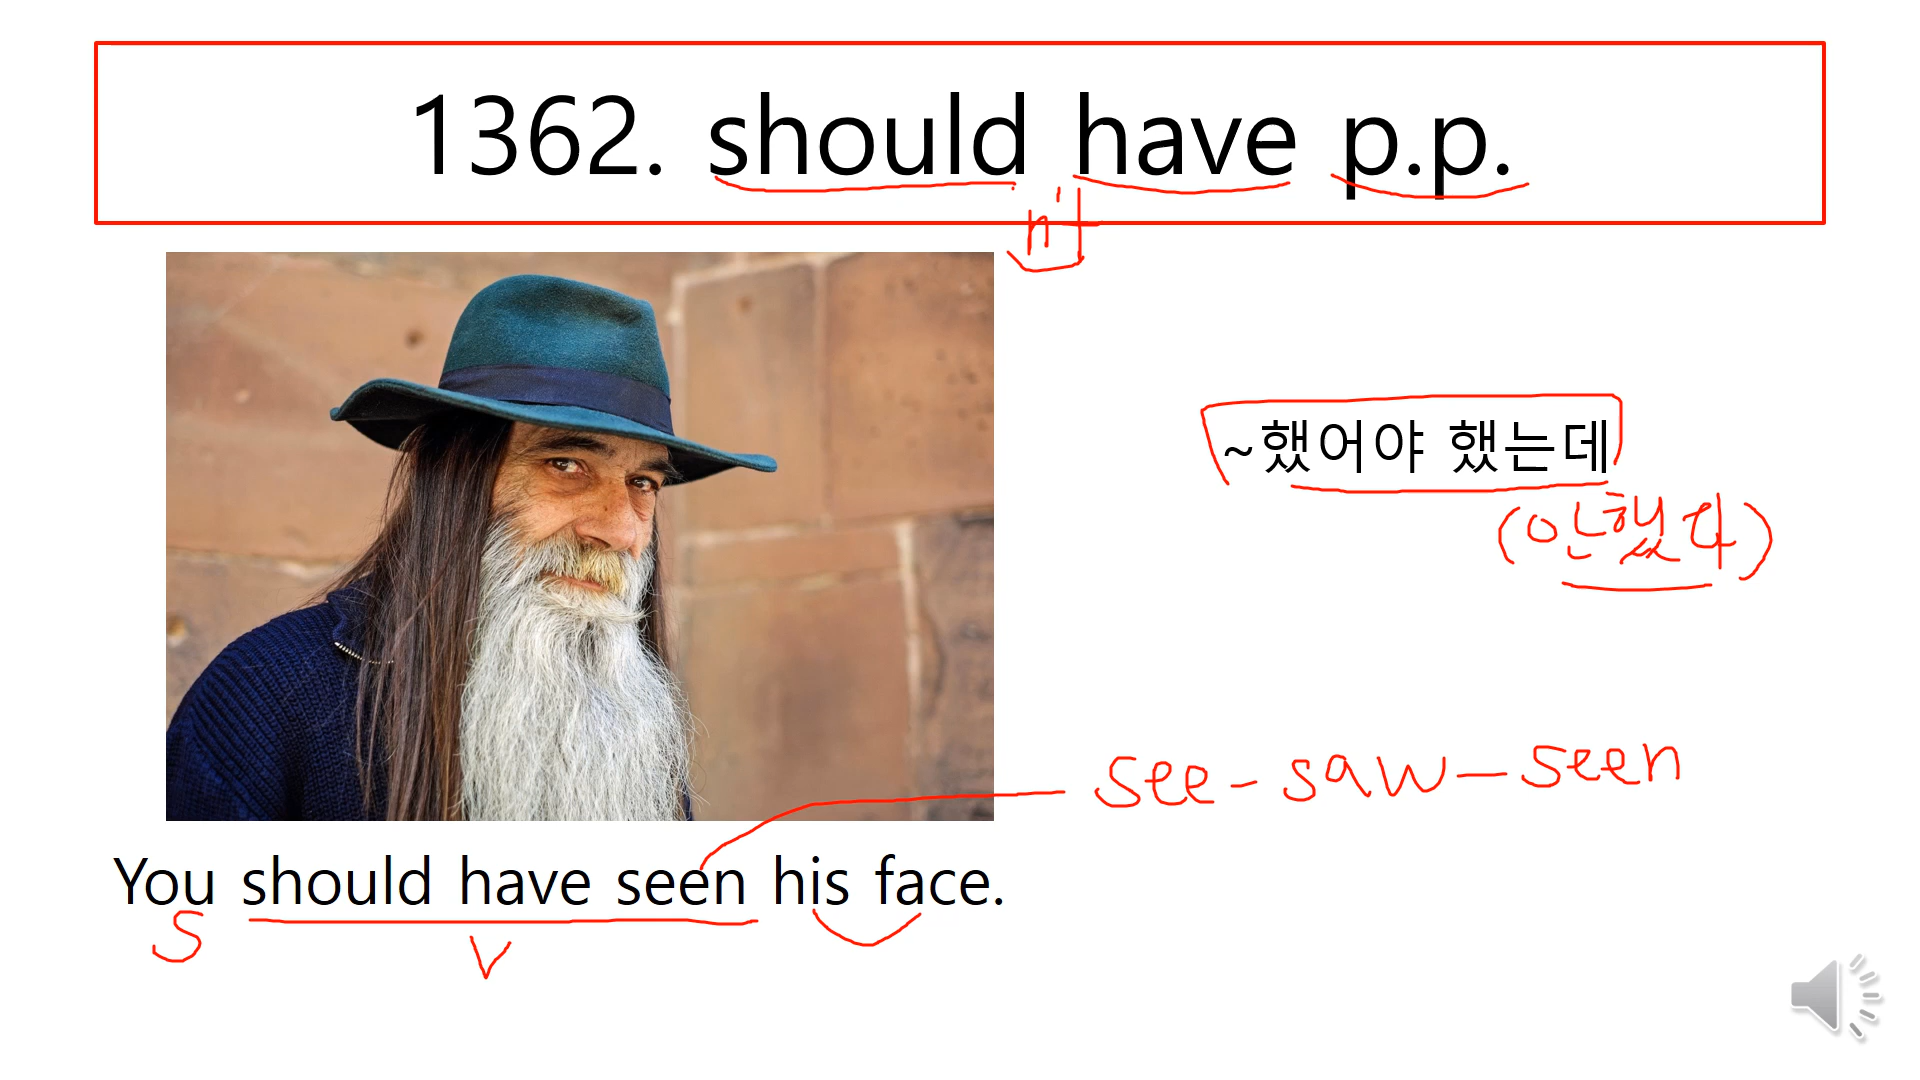 1362. should have p.p.
n't
~했어야 했는데
(안했다)
see - saw - seen
You should have seen his face.
S
V